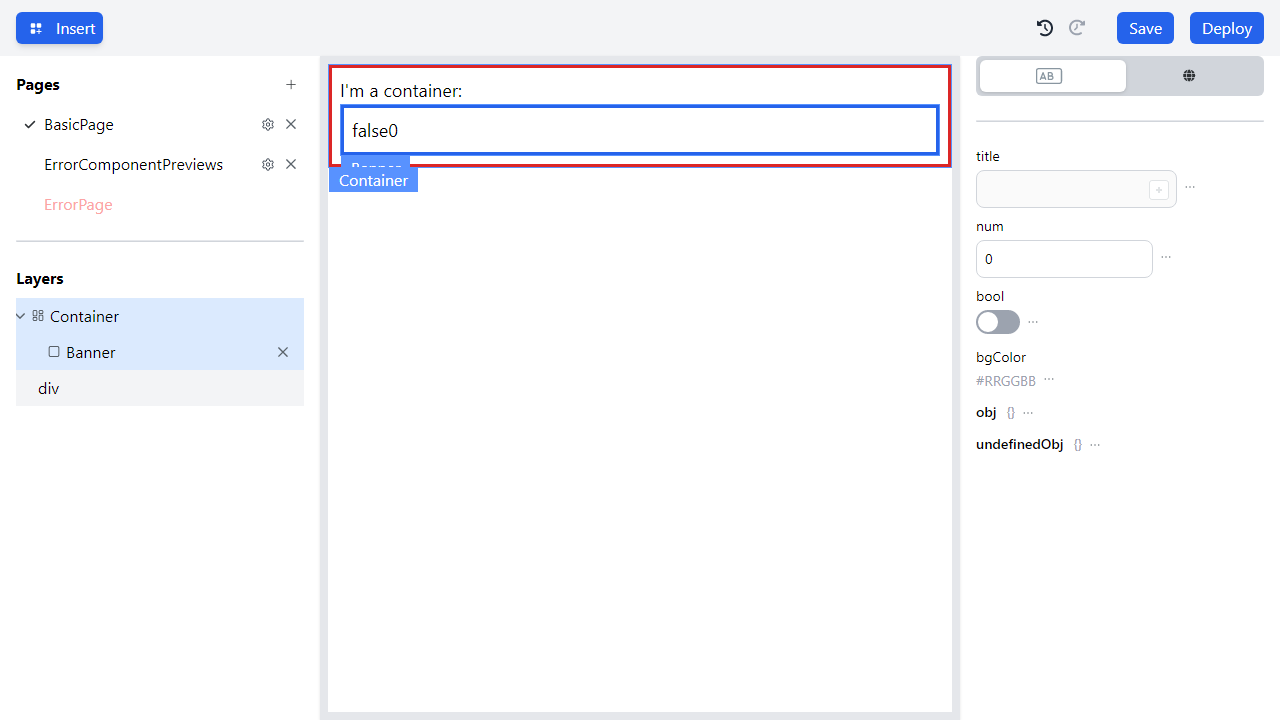 Insert
Save
Deploy
Pages
BasicPage
ErrorComponentPreviews
ErrorPage
Layers
Container
Banner
div
I'm a container:
false0
Banner
Container
AB
title
num
0
bool
bgColor
#RRGGBB
obj {}
undefinedObj {}